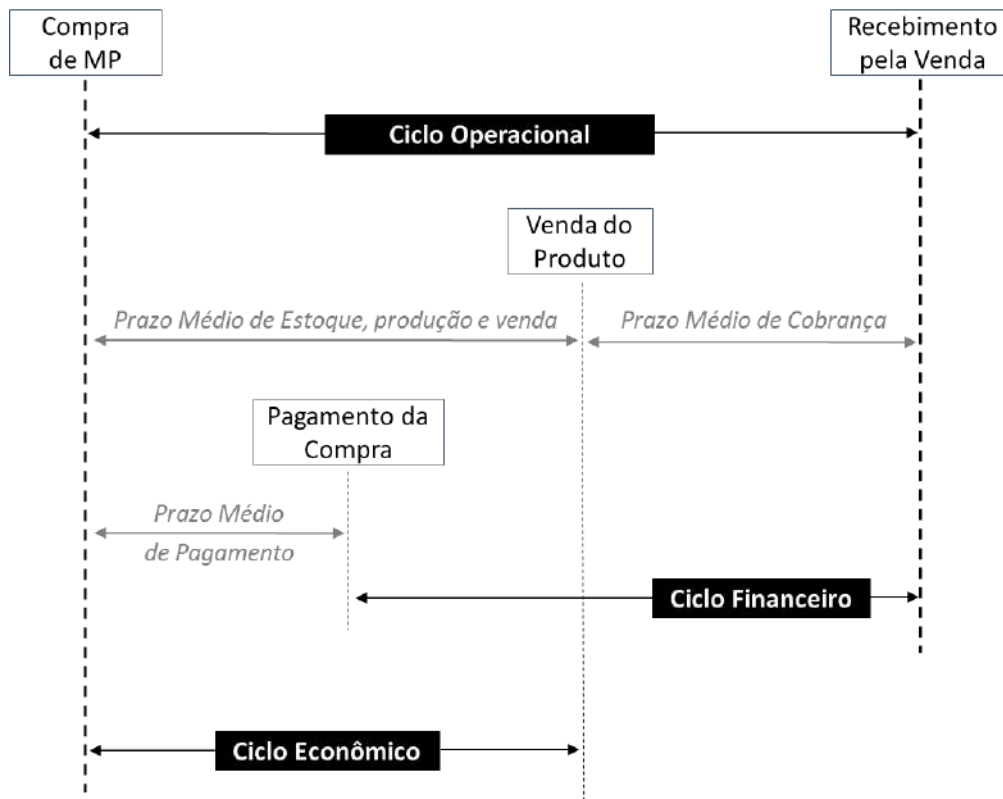 Compra
de MP
Recebimento
pela Venda
Ciclo Operacional
Venda do
Produto
Prazo Médio de Estoque, produção e venda
Prazo Médio de Cobrança
Pagamento da
Compra
Prazo Médio
de Pagamento
Ciclo Financeiro
Ciclo Econômico